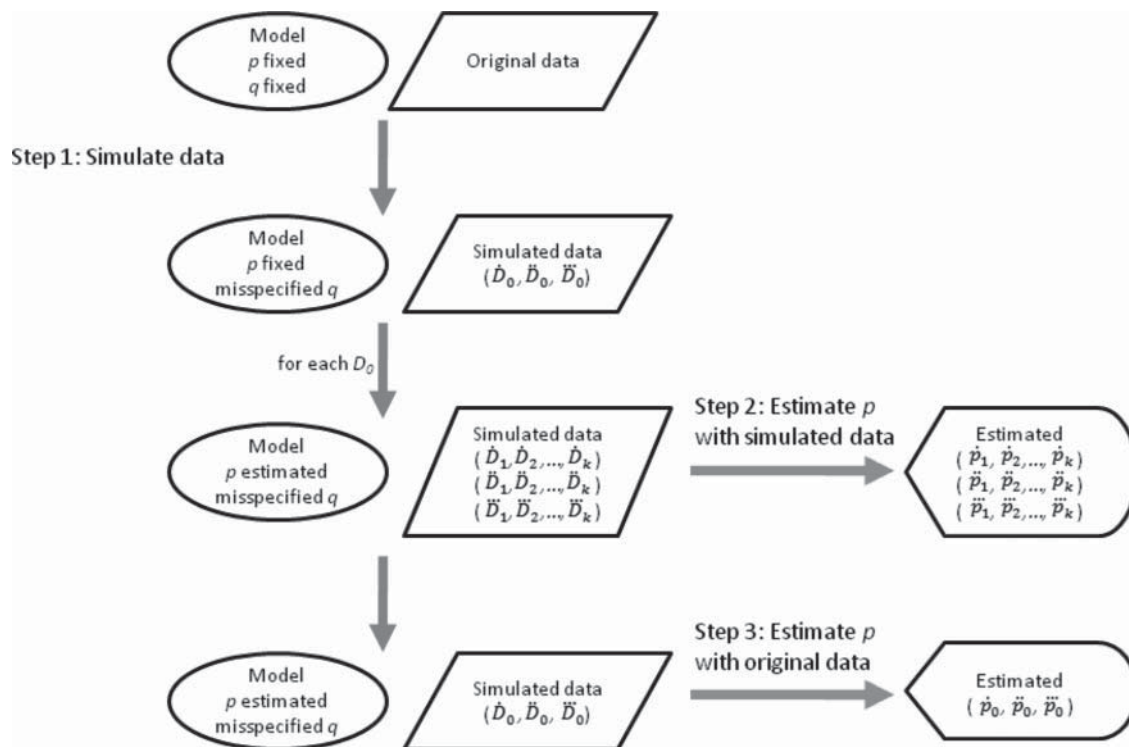 Model
p fixed
q fixed
Original data
Step 1: Simulate data
Model
p fixed
misspecified q
Simulated data
(Ḋ₀, D̈₀, D⃛₀)
for each D₀
Model
p estimated
misspecified q
Simulated data
( Ḋ₁, Ḋ₂, ..., Ḋₖ )
( D̈₁, D̈₂, ..., D̈ₖ )
( D⃛₁, D⃛₂, ..., D⃛ₖ )
Step 2: Estimate p
with simulated data
Estimated
( ṗ₁, ṗ₂, ..., ṗₖ )
( p̈₁, p̈₂, ..., p̈ₖ )
( p⃛₁, p⃛₂, ..., p⃛ₖ )
Model
p estimated
misspecified q
Simulated data
(Ḋ₀, D̈₀, D⃛₀)
Step 3: Estimate p
with original data
Estimated
( ṗ₀, p̈₀, p⃛₀ )